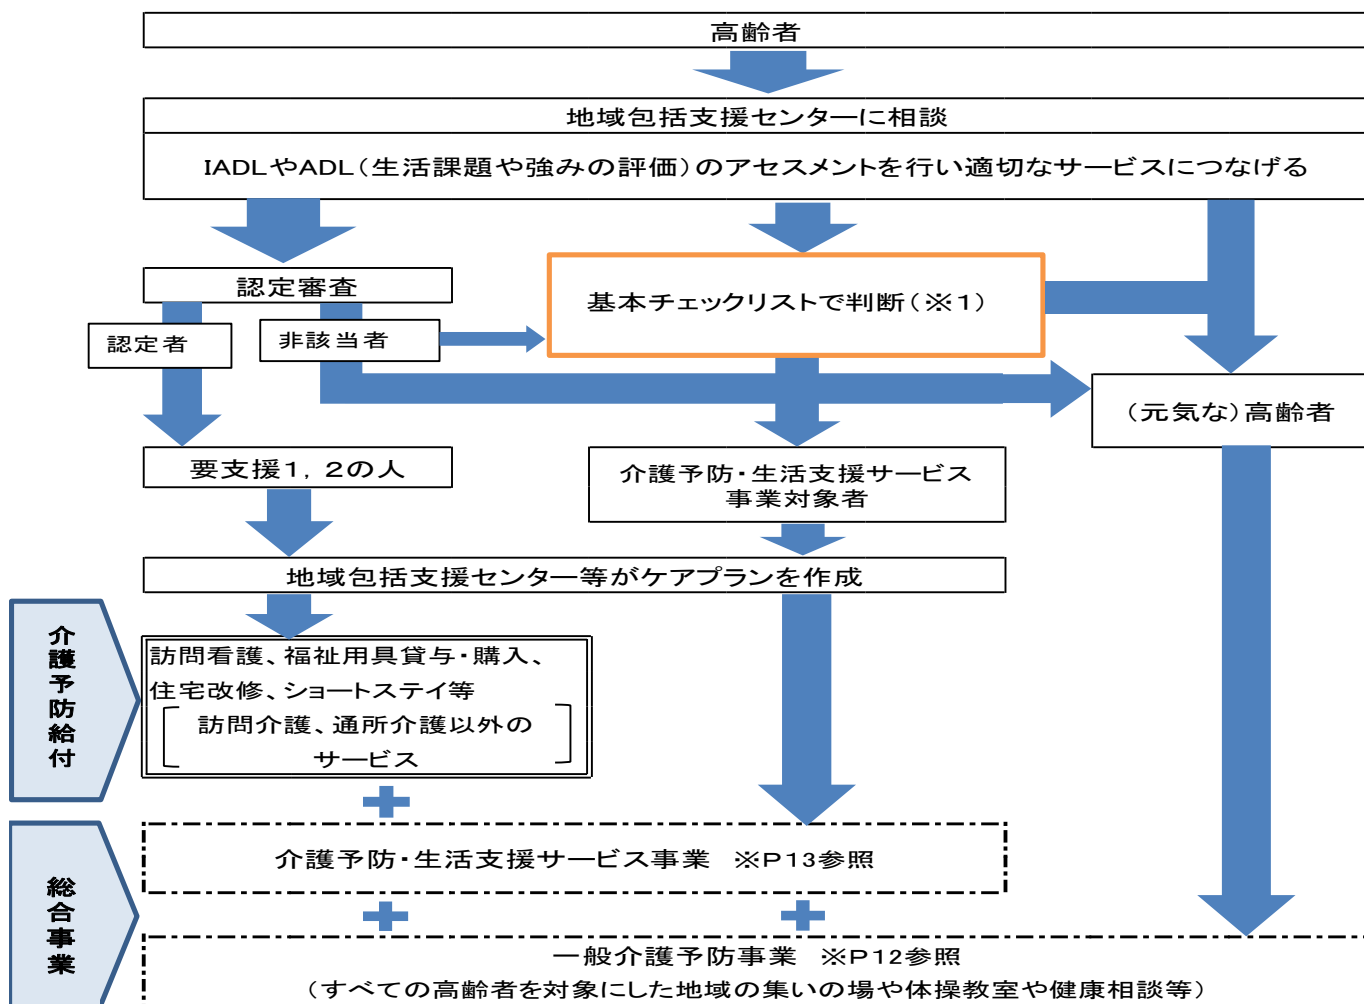 高齢者
地域包括支援センターに相談
IADLやADL(生活課題や強みの評価)のアセスメントを行い適切なサービスにつなげる
認定審査
基本チェックリストで判断(※1)
認定者
非該当者
(元気な)高齢者
要支援1,2の人
介護予防・生活支援サービス
事業対象者
地域包括支援センター等がケアプランを作成
介護予防給付
訪問看護、福祉用具貸与・購入、
住宅改修、ショートステイ等
訪問介護、通所介護以外の
サービス
総合事業
介護予防・生活支援サービス事業 ※P13参照
一般介護予防事業 ※P12参照
(すべての高齢者を対象にした地域の集いの場や体操教室や健康相談等)